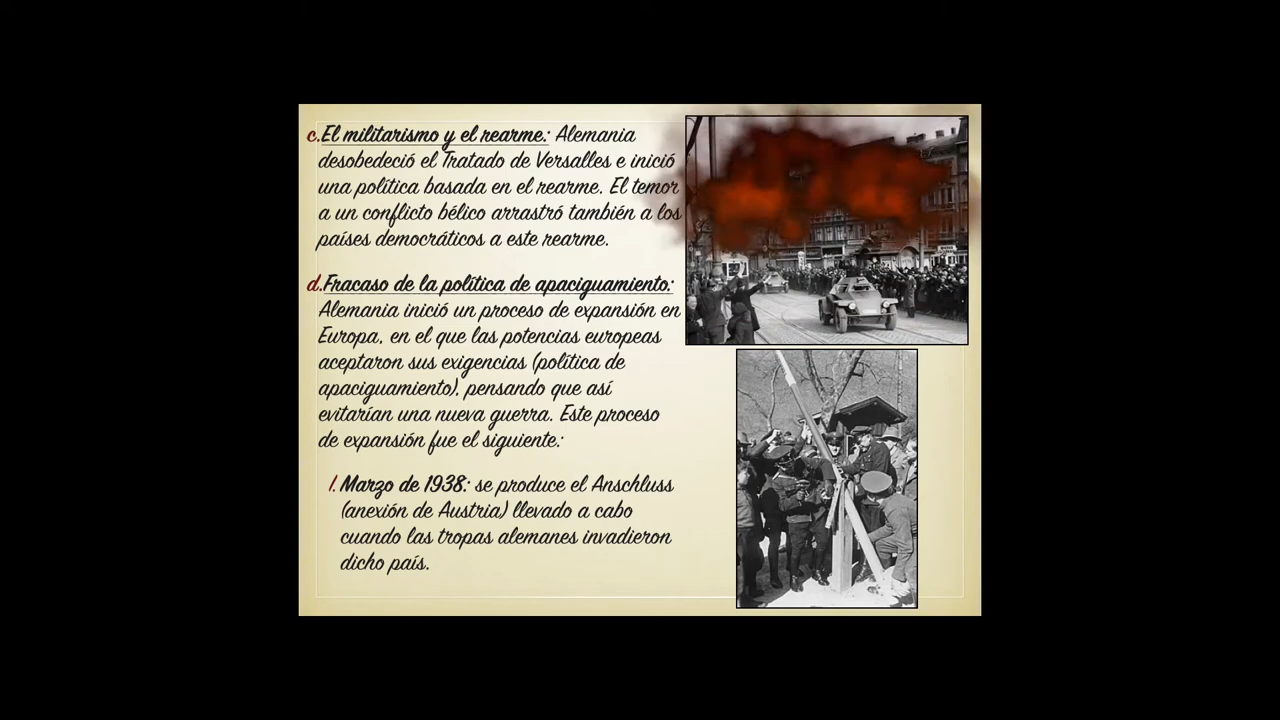 c. El militarismo y el rearme: Alemania
desobedeció el Tratado de Versalles e inició
una política basada en el rearme. El temor
a un conflicto bélico arrastró también a los
países democráticos a este rearme.
d. Fracaso de la política de apaciguamiento:
Alemania inició un proceso de expansión en
Europa, en el que las potencias europeas
aceptaron sus exigencias (política de
apaciguamiento), pensando que así
evitarían una nueva guerra. Este proceso
de expansión fue el siguiente:
1. Marzo de 1938: se produce el Anschluss
(anexión de Austria) llevado a cabo
cuando las tropas alemanes invadieron
dicho país.